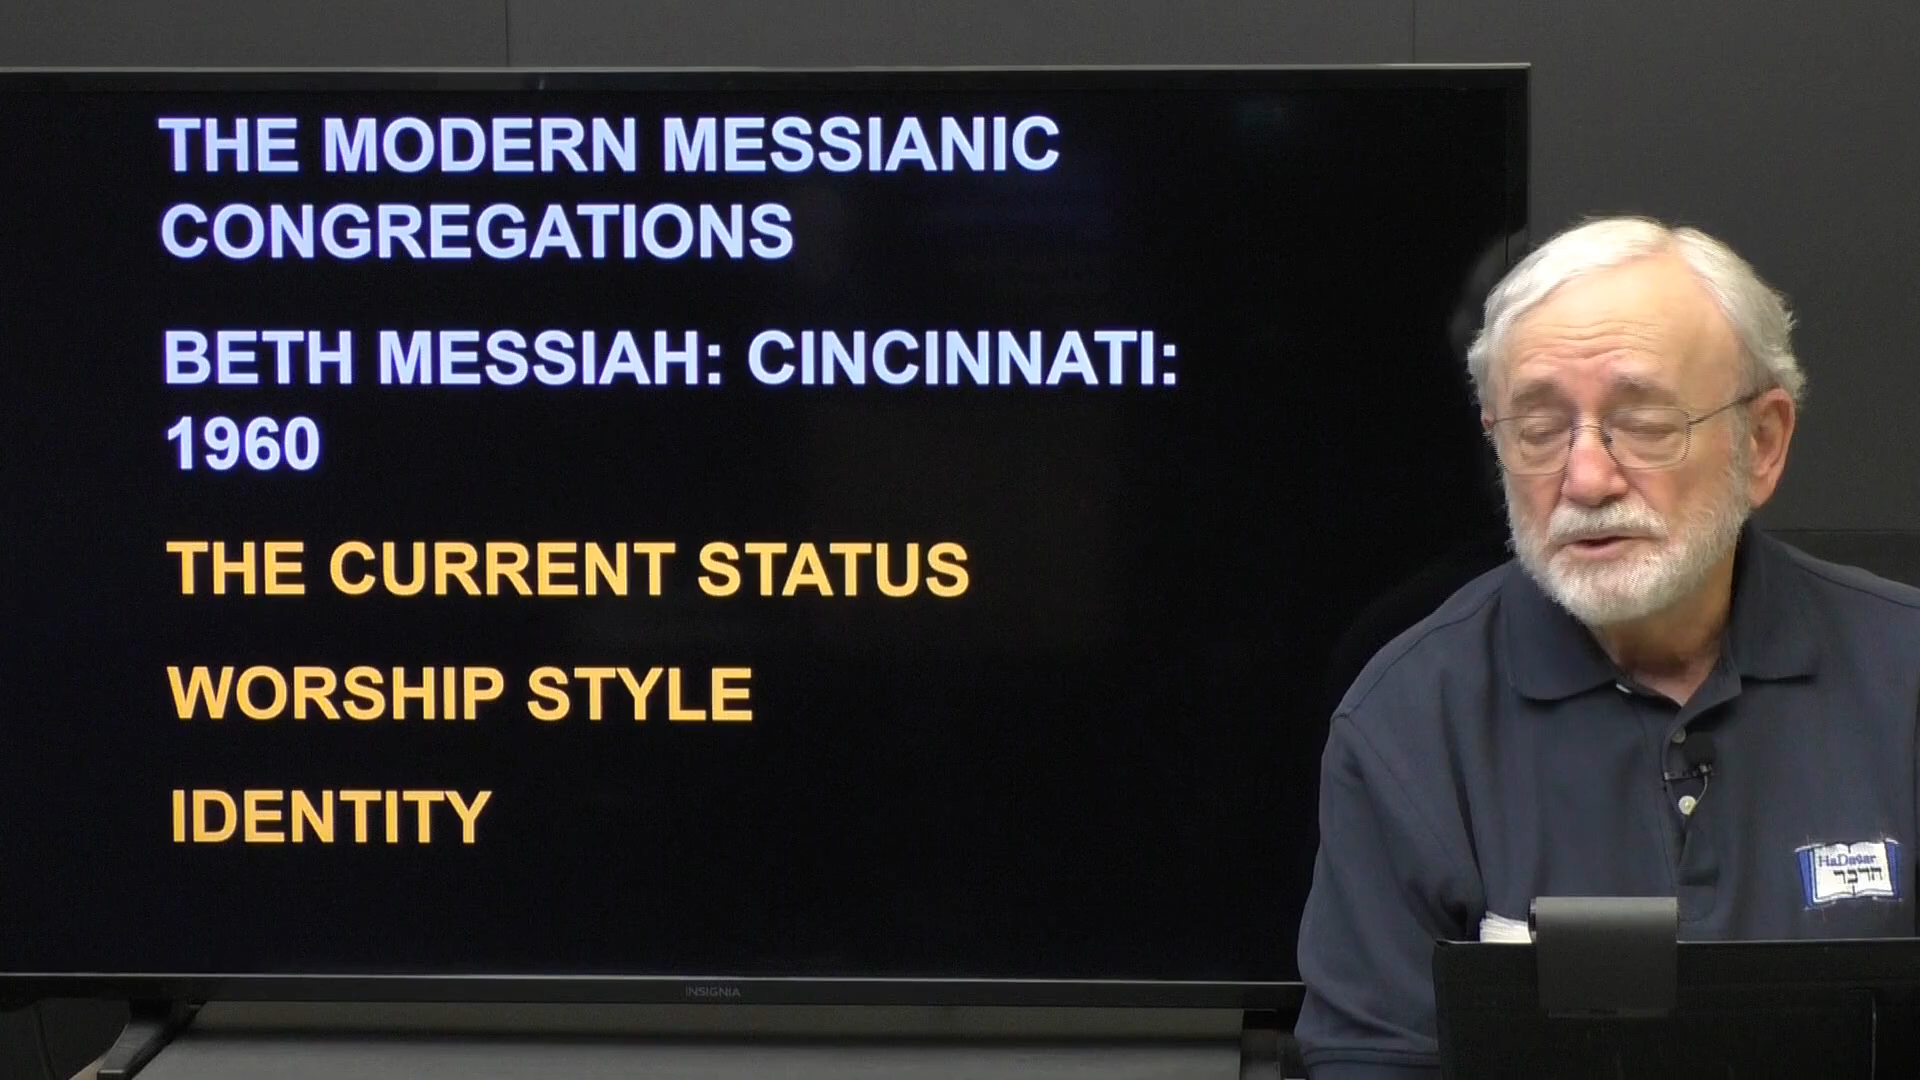 THE MODERN MESSIANIC
CONGREGATIONS
BETH MESSIAH: CINCINNATI:
1960
THE CURRENT STATUS
WORSHIP STYLE
IDENTITY
INSIGNIA
HaDavar
הדבר